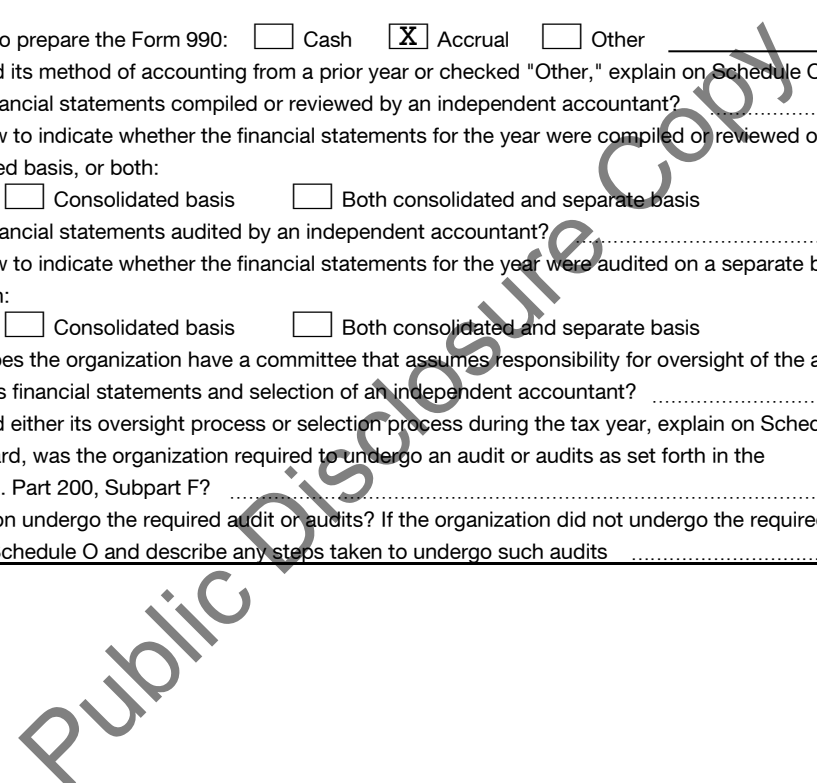 o prepare the Form 990: Cash X Accrual Other
d its method of accounting from a prior year or checked "Other," explain on Schedule O
ancial statements compiled or reviewed by an independent accountant?
w to indicate whether the financial statements for the year were compiled or reviewed o
ed basis, or both:
Consolidated basis Both consolidated and separate basis
ancial statements audited by an independent accountant?
w to indicate whether the financial statements for the year were audited on a separate b
h:
Consolidated basis Both consolidated and separate basis
oes the organization have a committee that assumes responsibility for oversight of the a
s financial statements and selection of an independent accountant?
d either its oversight process or selection process during the tax year, explain on Sched
ard, was the organization required to undergo an audit or audits as set forth in the
. Part 200, Subpart F?
on undergo the required audit or audits? If the organization did not undergo the require
Schedule O and describe any steps taken to undergo such audits
Public Disclosure Copy